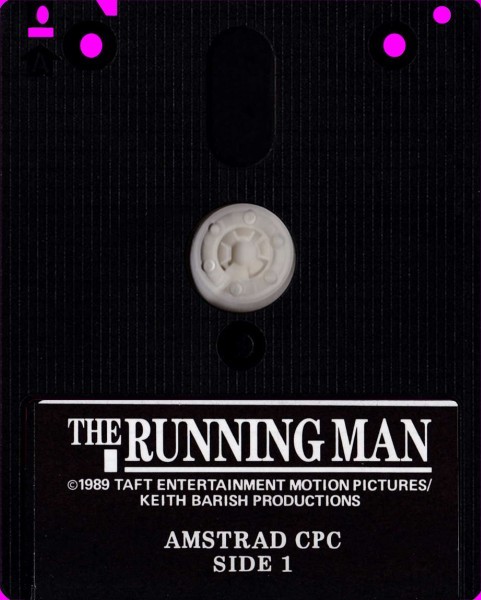 THE RUNNING MAN
©1989 TAFT ENTERTAINMENT MOTION PICTURES/
KEITH BARISH PRODUCTIONS
AMSTRAD CPC
SIDE 1